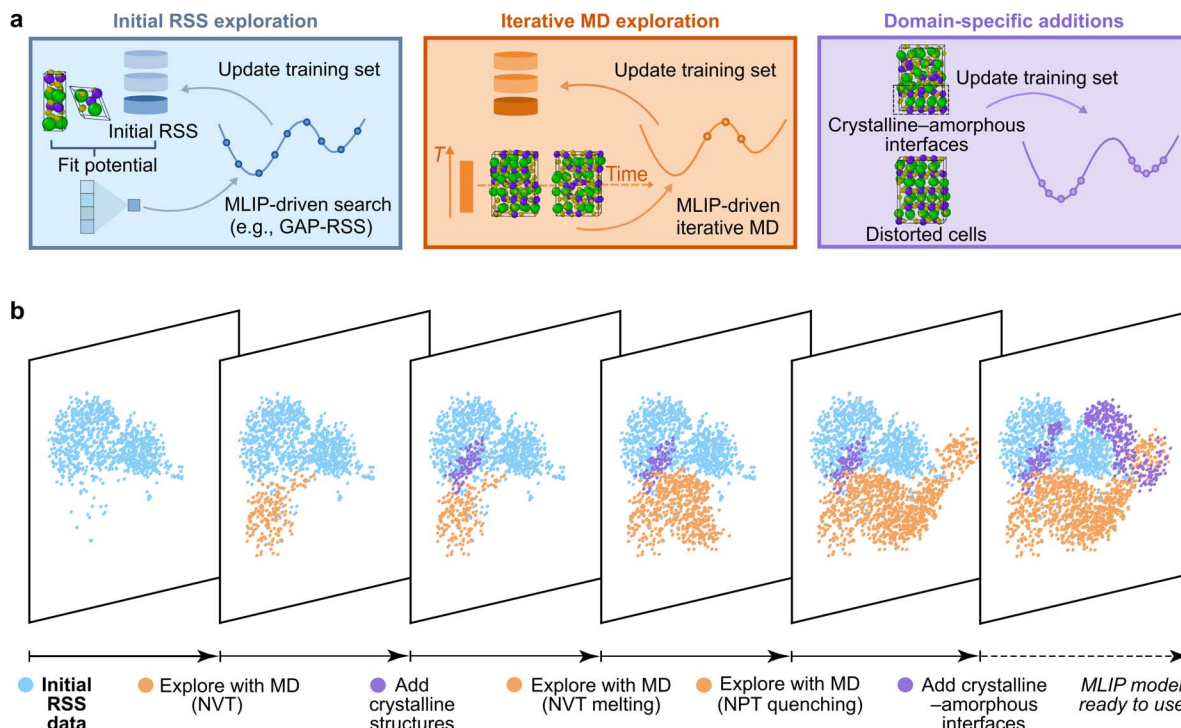 a
Initial RSS exploration
Update training set
Initial RSS
Fit potential
MLIP-driven search
(e.g., GAP-RSS)
Iterative MD exploration
Update training set
T
Time
MLIP-driven
iterative MD
Domain-specific additions
Update training set
Crystalline–amorphous
interfaces
Distorted cells
b
Initial
RSS
data
Explore with MD
(NVT)
Add
crystalline
structures
Explore with MD
(NVT melting)
Explore with MD
(NPT quenching)
Add crystalline
–amorphous
interfaces
MLIP model
ready to use